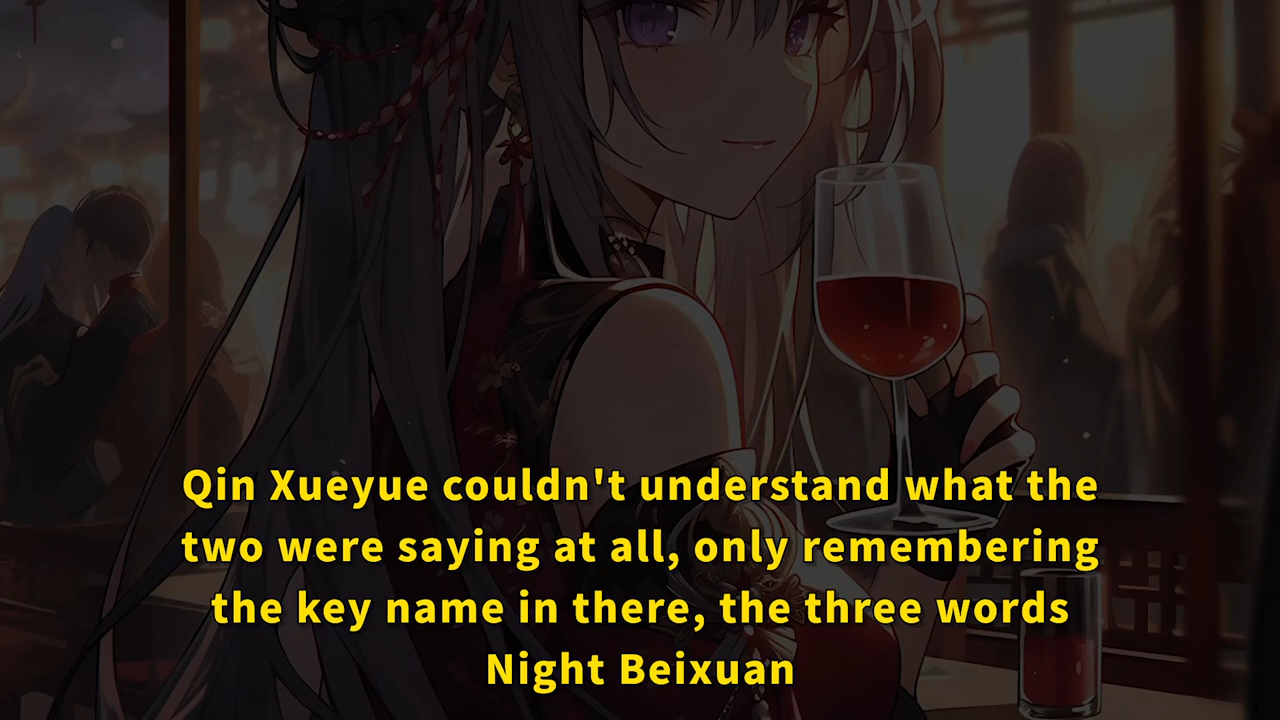 Qin Xueyue couldn't understand what the
two were saying at all, only remembering
the key name in there, the three words
Night Beixuan